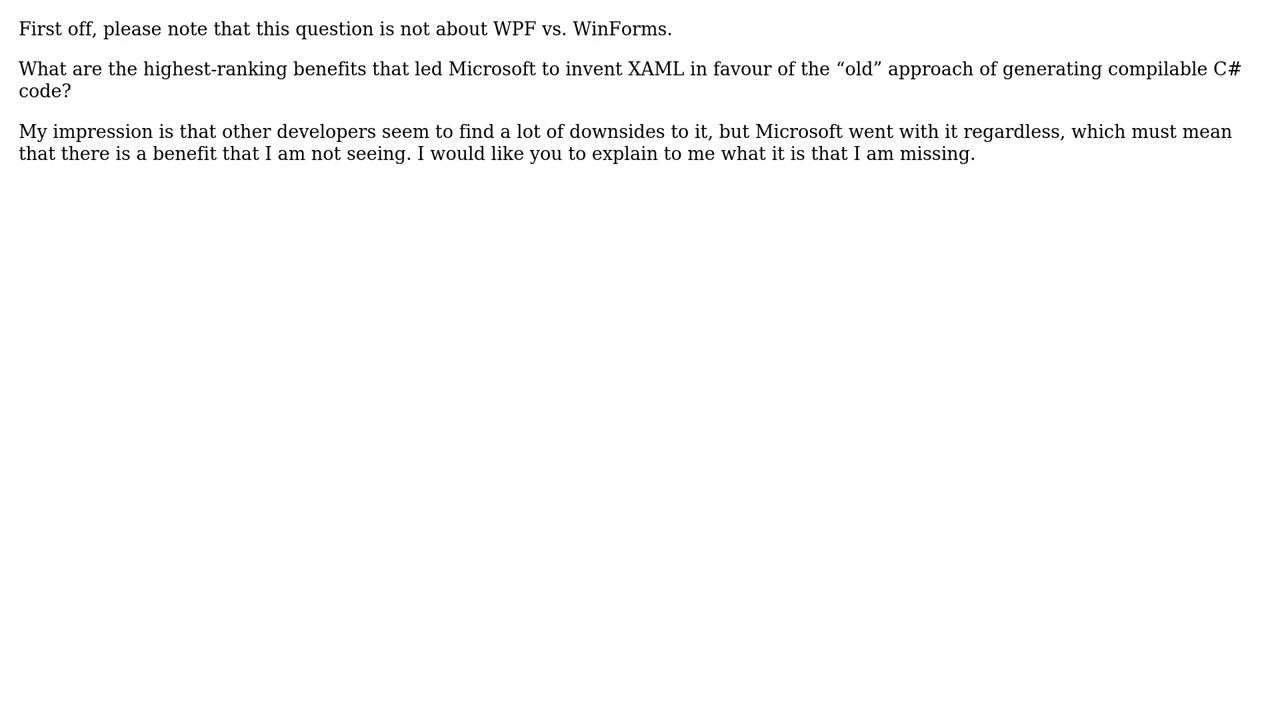 First off, please note that this question is not about WPF vs. WinForms.
What are the highest-ranking benefits that led Microsoft to invent XAML in favour of the “old” approach of generating compilable C#
code?
My impression is that other developers seem to find a lot of downsides to it, but Microsoft went with it regardless, which must mean
that there is a benefit that I am not seeing. I would like you to explain to me what it is that I am missing.